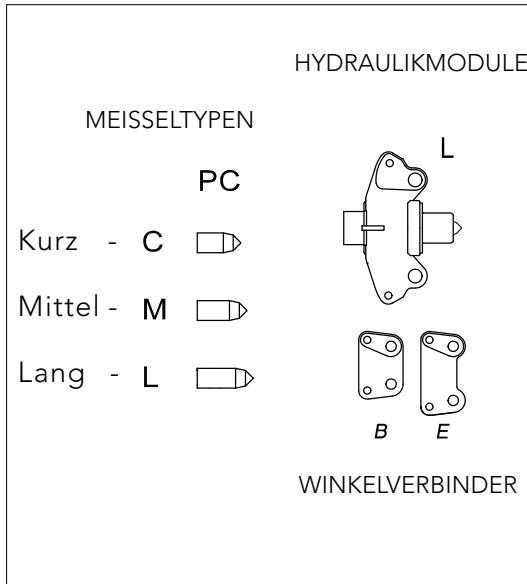 HYDRAULIKMODULE
MEISSELTYPEN
L
PC
Kurz - C
Mittel - M
Lang - L
B E
WINKELVERBINDER